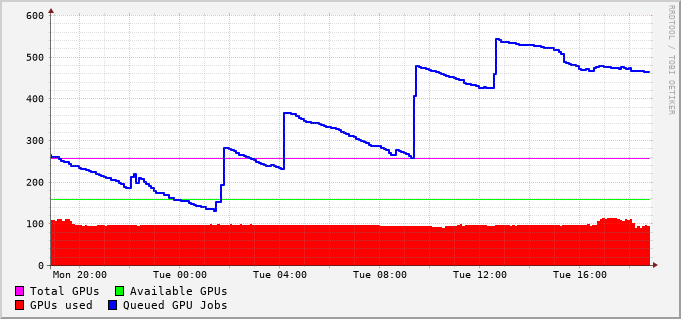 RRDTOOL / TOBI OETIKER
600
500
400
300
200
100
0
Mon 20:00 Tue 00:00 Tue 04:00 Tue 08:00 Tue 12:00 Tue 16:00
Total GPUs Available GPUs
GPUs used Queued GPU Jobs